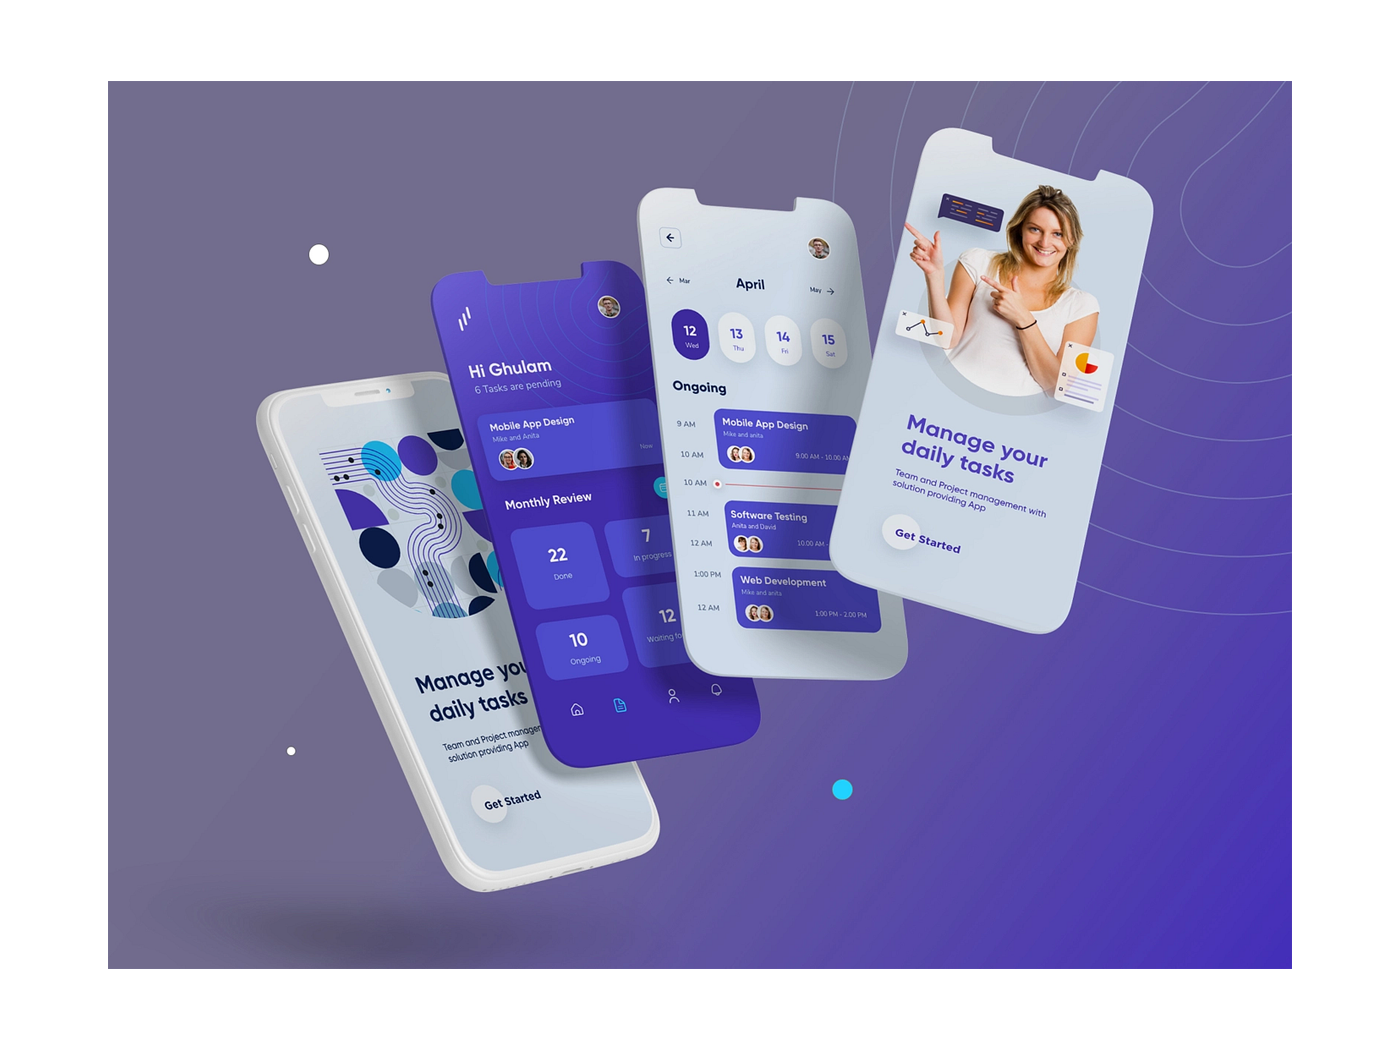 Manage you
daily tasks
Team and Project manager
solution providing App
Get Started
Hi Ghulam
6 Tasks are pending
Mobile App Design
Mike and Anita
Now
Monthly Review
22
Done
7
In progress
10
Ongoing
12
Waiting fo
Mar
April
May
12
Wed
13
Thu
14
Fri
15
Sat
Ongoing
9 AM
Mobile App Design
Mike and anita
9:00 AM - 10:00 AM
10 AM
10 AM
11 AM
Software Testing
Anita and David
10:00 AM -
12 AM
1:00 PM
Web Development
Mike and anita
1:00 PM - 2:00 PM
12 AM
Manage your
daily tasks
Team and Project management with
solution providing App
Get Started